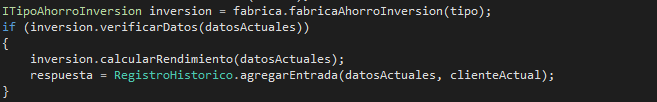 ITipoAhorroInversion inversion = fabrica.fabricaAhorroInversion(tipo);
if (inversion.verificarDatos(datosActuales))
{
inversion.calcularRendimiento(datosActuales);
respuesta = RegistroHistorico.agregarEntrada(datosActuales, clienteActual);
}